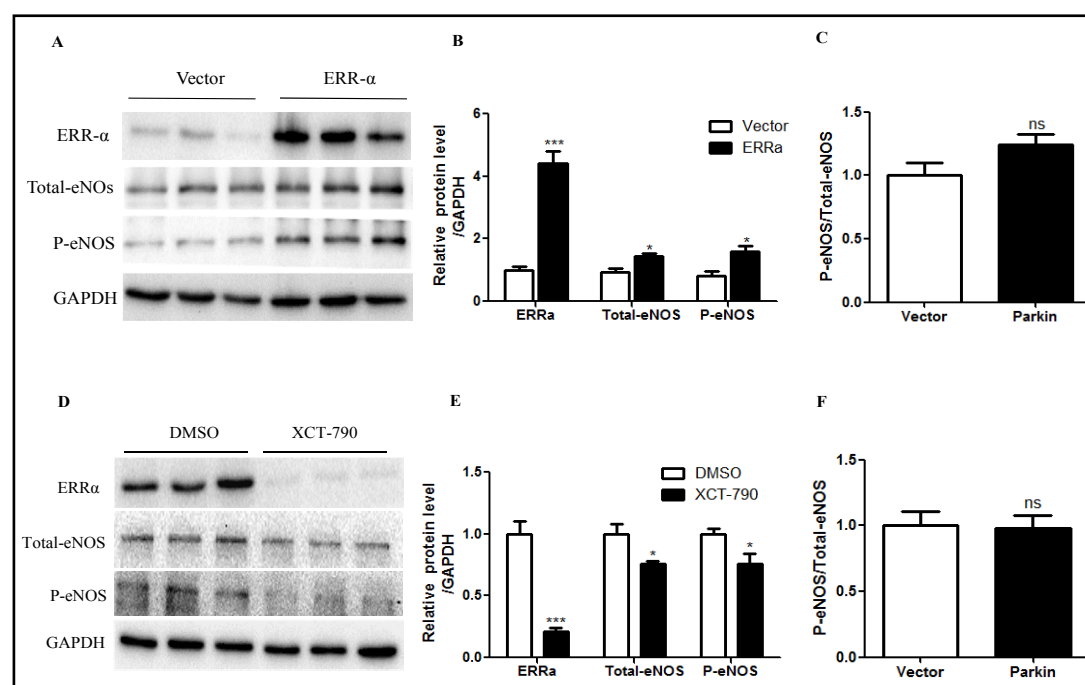 A
Vector ERR-α
ERR-α
Total-eNOs
P-eNOS
GAPDH
B
Relative protein level
/GAPDH
6
4
2
0
***
*
*
Vector
ERRa
ERRa Total-eNOS P-eNOS
C
P-eNOS/Total-eNOS
1.5
1.0
0.5
0.0
ns
Vector Parkin
D
DMSO XCT-790
ERRα
Total-eNOS
P-eNOS
GAPDH
E
Relative protein level
/GAPDH
1.5
1.0
0.5
0.0
***
*
*
DMSO
XCT-790
ERRa Total-eNOS P-eNOS
F
P-eNOS/Total-eNOS
1.5
1.0
0.5
0.0
ns
Vector Parkin